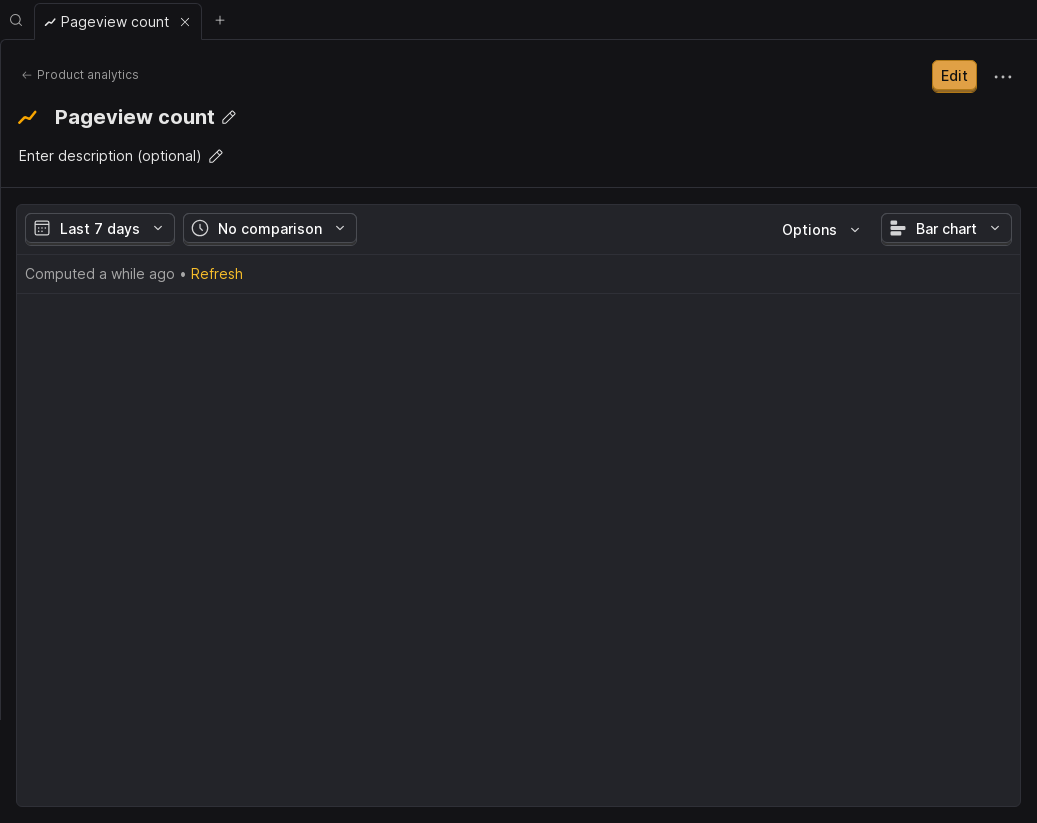 Pageview count
Product analytics
Edit
Pageview count
Enter description (optional)
Last 7 days
No comparison
Options
Bar chart
Computed a while ago • Refresh